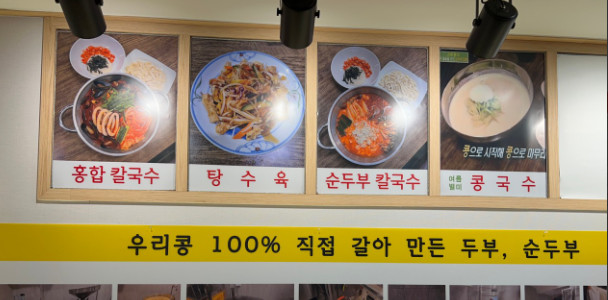 홍합 칼국수
탕 수 육
순두부 칼국수
콩으로 시작해 콩으로 마무리
여름
별미
콩 국 수
우리콩 100% 직접 갈아 만든 두부, 순두부